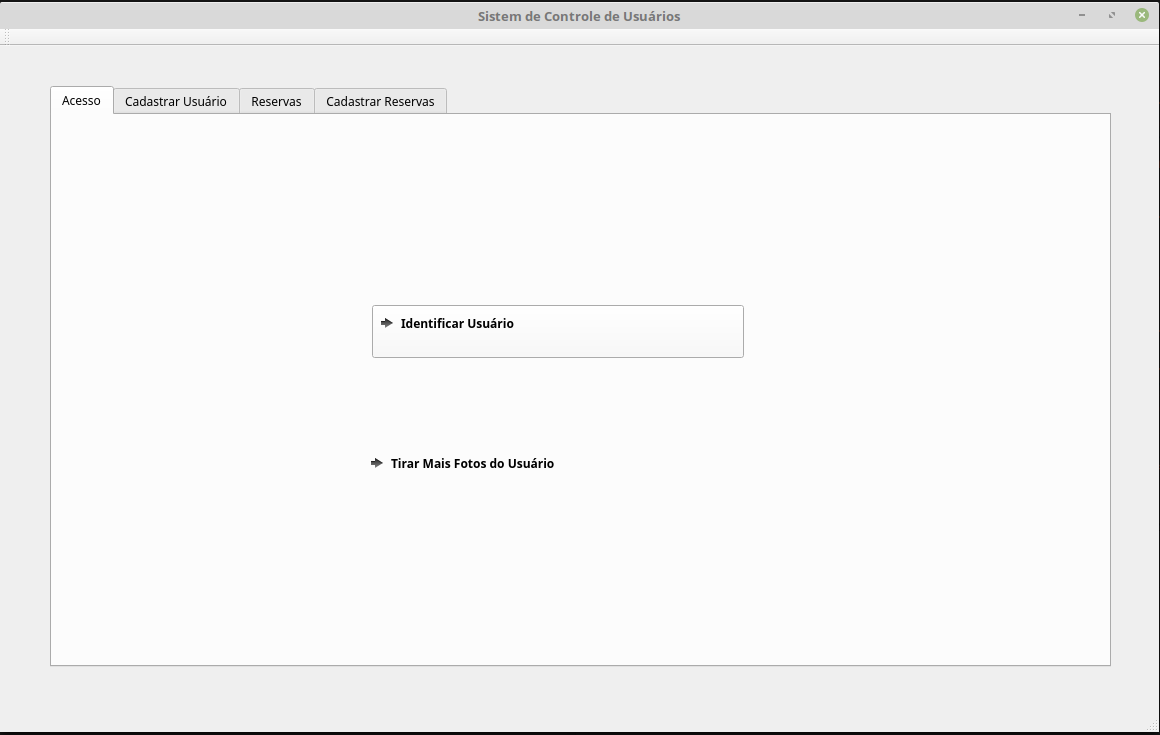 Sistem de Controle de Usuários
Acesso
Cadastrar Usuário
Reservas
Cadastrar Reservas
Identificar Usuário
Tirar Mais Fotos do Usuário